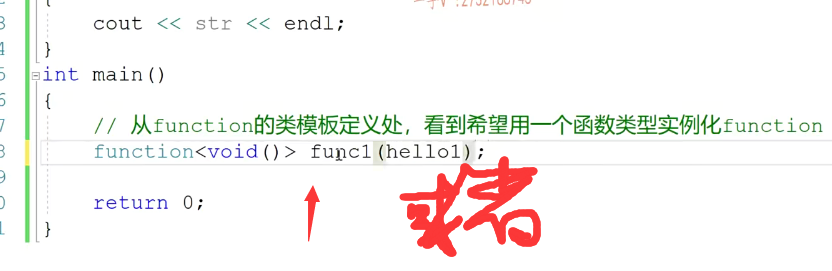 {
3 cout << str << endl;
4 }
5 int main()
6 {
7 // 从function的类模板定义处，看到希望用一个函数类型实例化function
8 function<void()> func1(hello1);
9
0 return 0;
1 }
或者